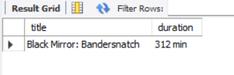 Result Grid Filter Rows:
title duration
Black Mirror: Bandersnatch 312 min